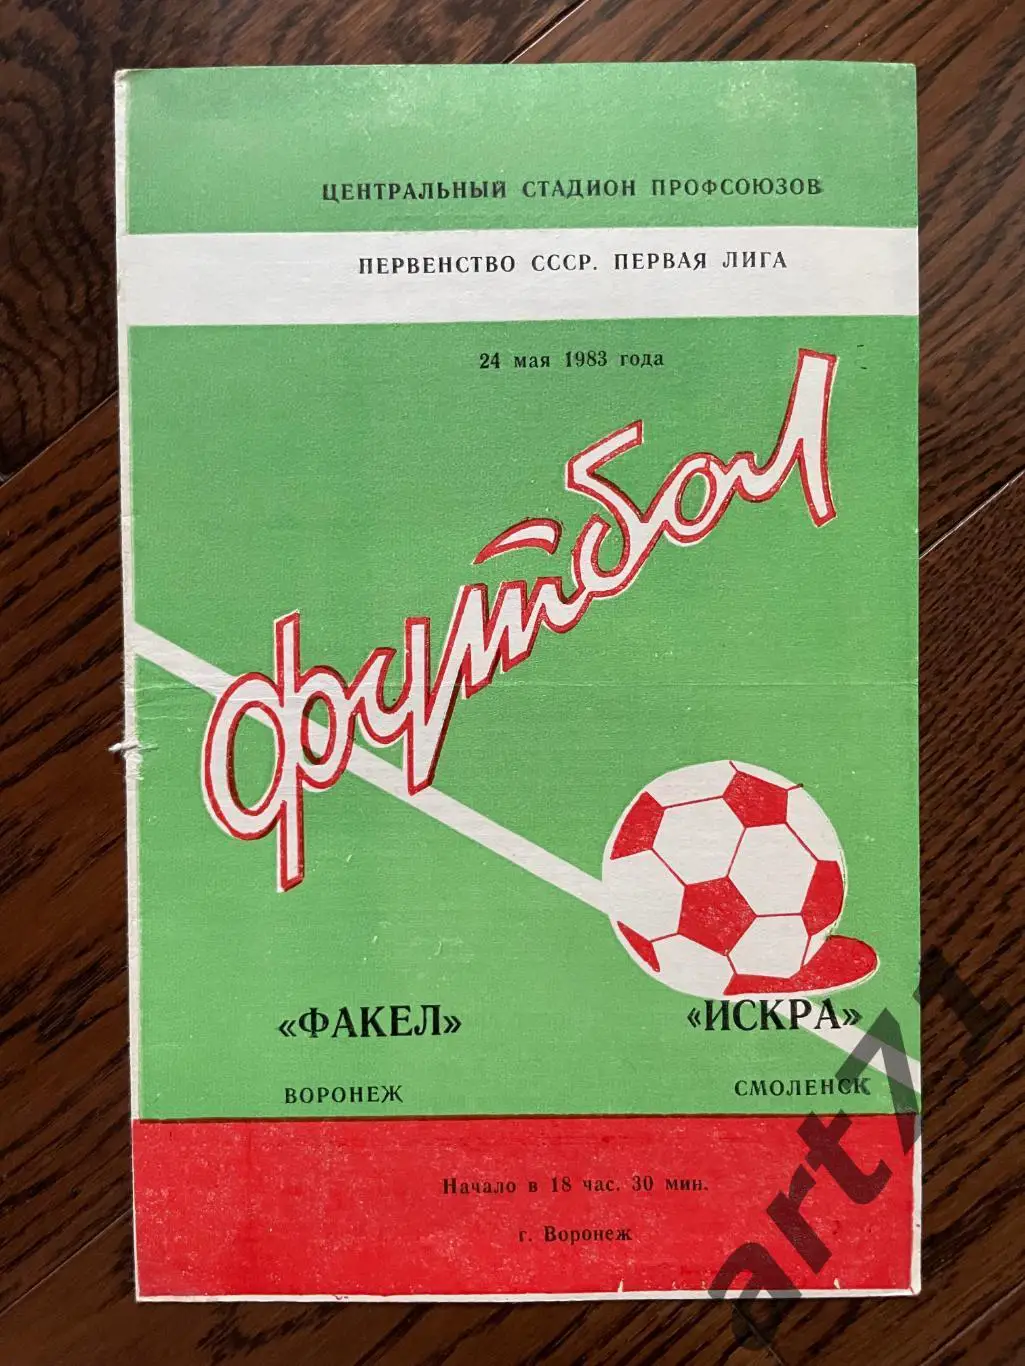 ЦЕНТРАЛЬНЫЙ СТАДИОН ПРОФСОЮЗОВ
ПЕРВЕНСТВО СССР. ПЕРВАЯ ЛИГА
24 мая 1983 года
футбол
«ФАКЕЛ»
ВОРОНЕЖ
«ИСКРА»
СМОЛЕНСК
Начало в 18 час. 30 мин.
г. Воронеж
art71